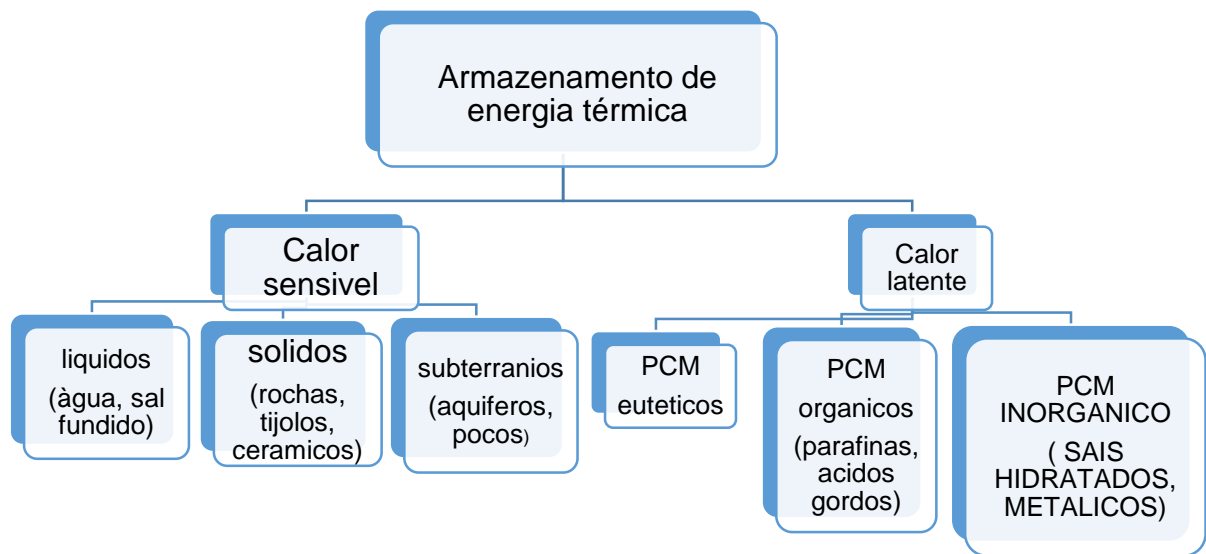 Armazenamento de
energia térmica
Calor
sensivel
Calor
latente
liquidos
(àgua, sal
fundido)
solidos
(rochas,
tijolos,
ceramicos)
subterranios
(aquiferos,
pocos)
PCM
euteticos
PCM
organicos
(parafinas,
acidos
gordos)
PCM
INORGANICO
( SAIS
HIDRATADOS,
METALICOS)